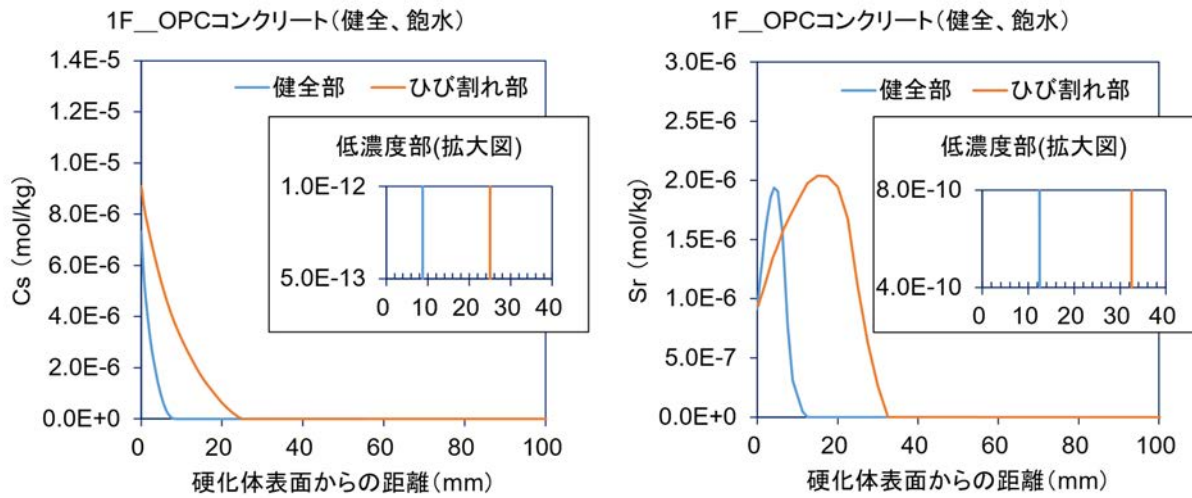 1F__OPCコンクリート（健全、飽水）
1.4E-5
1.2E-5
1.0E-5
8.0E-6
6.0E-6
4.0E-6
2.0E-6
0.0E+0
Cs（mol/kg）
健全部 ひび割れ部
低濃度部(拡大図)
1.0E-12
5.0E-13
0 10 20 30 40
0 20 40 60 80 100
硬化体表面からの距離（mm）
1F__OPCコンクリート（健全、飽水）
3.0E-6
2.5E-6
2.0E-6
1.5E-6
1.0E-6
5.0E-7
0.0E+0
Sr（mol/kg）
健全部 ひび割れ部
低濃度部(拡大図)
8.0E-10
4.0E-10
0 10 20 30 40
0 20 40 60 80 100
硬化体表面からの距離（mm）